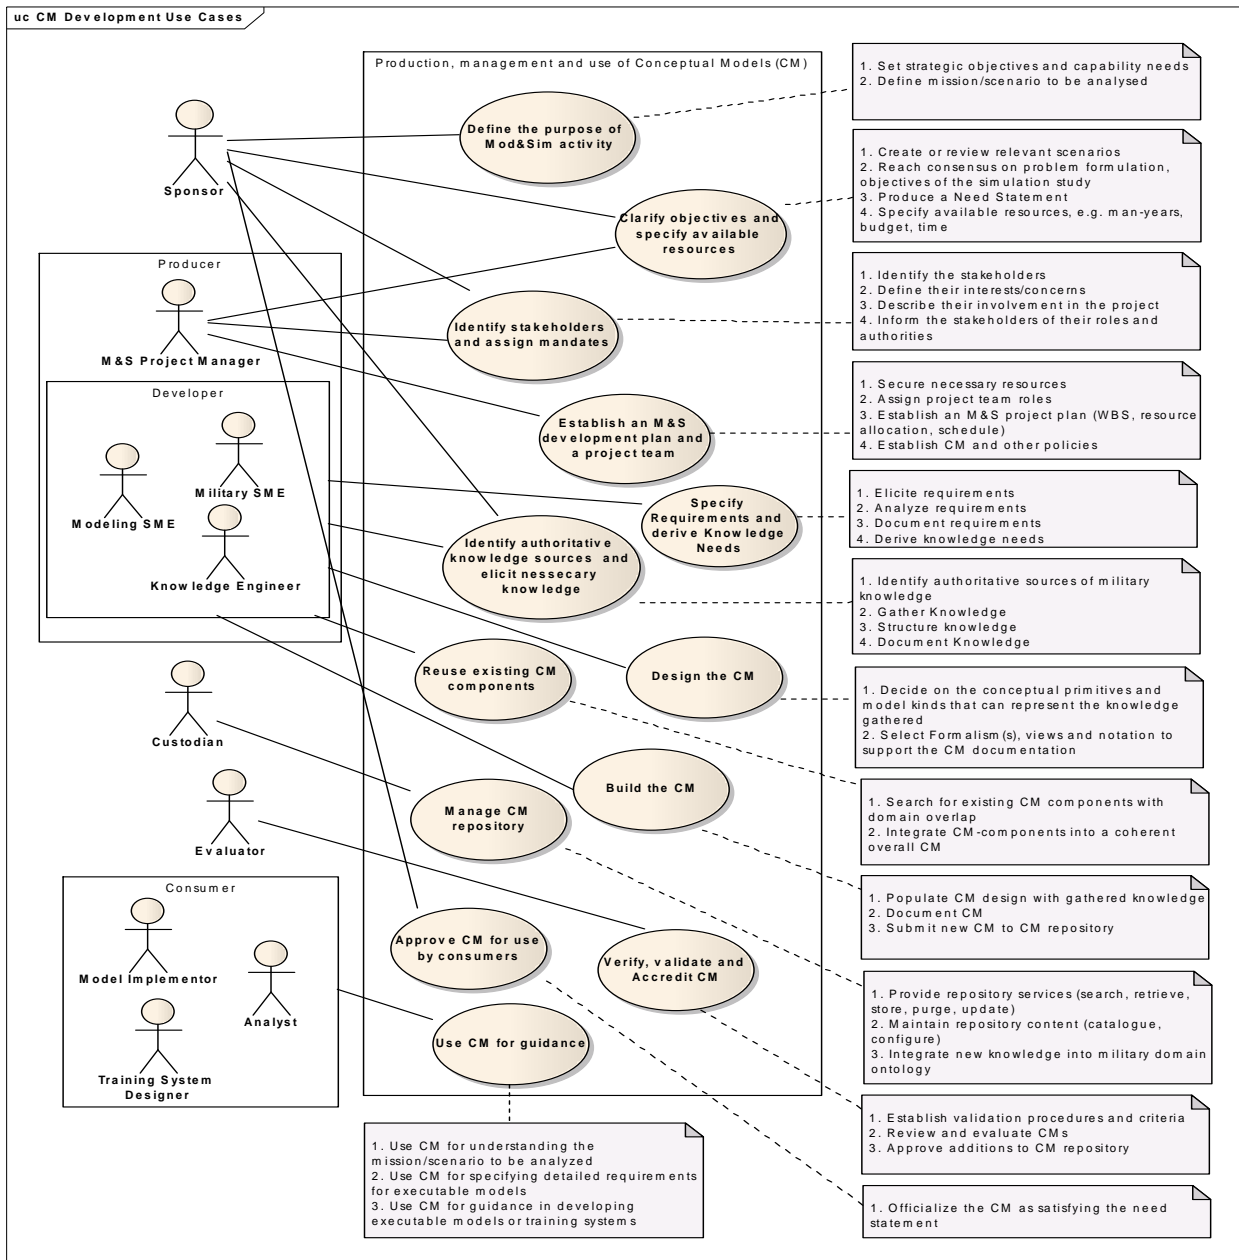 uc CM Development Use Cases
Production, management and use of Conceptual Models (CM)
Sponsor
Producer
M&S Project Manager
Developer
Modeling SME
Military SME
Knowledge Engineer
Custodian
Evaluator
Consumer
Model Implementor
Analyst
Training System
Designer
Define the purpose of
Mod&Sim activity
Clarify objectives and
specify available
resources
Identify stakeholders
and assign mandates
Establish an M&S
development plan and
a project team
Specify
Requirements and
derive Knowledge
Needs
Identify authoritative
knowledge sources and
elicit nessecary
knowledge
Reuse existing CM
components
Design the CM
Build the CM
Manage CM
repository
Approve CM for use
by consumers
Verify, validate and
Accredit CM
Use CM for guidance
1. Set strategic objectives and capability needs
2. Define mission/scenario to be analysed
1. Create or review relevant scenarios
2. Reach consensus on problem formulation,
objectives of the simulation study
3. Produce a Need Statement
4. Specify available resources, e.g. man-years,
budget, time
1. Identify the stakeholders
2. Define their interests/concerns
3. Describe their involvement in the project
4. Inform the stakeholders of their roles and
authorities
1. Secure necessary resources
2. Assign project team roles
3. Establish an M&S project plan (WBS, resource
allocation, schedule)
4. Establish CM and other policies
1. Elicite requirements
2. Analyze requirements
3. Document requirements
4. Derive knowledge needs
1. Identify authoritative sources of military
knowledge
2. Gather Knowledge
3. Structure knowledge
4. Document Knowledge
1. Decide on the conceptual primitives and
model kinds that can represent the knowledge
gathered
2. Select Formalism(s), views and notation to
support the CM documentation
1. Search for existing CM components with
domain overlap
2. Integrate CM-components into a coherent
overall CM
1. Populate CM design with gathered knowledge
2. Document CM
3. Submit new CM to CM repository
1. Provide repository services (search, retrieve,
store, purge, update)
2. Maintain repository content (catalogue,
configure)
3. Integrate new knowledge into military domain
ontology
1. Establish validation procedures and criteria
2. Review and evaluate CMs
3. Approve additions to CM repository
1. Officialize the CM as satisfying the need
statement
1. Use CM for understanding the
mission/scenario to be analyzed
2. Use CM for specifying detailed requirements
for executable models
3. Use CM for guidance in developing
executable models or training systems